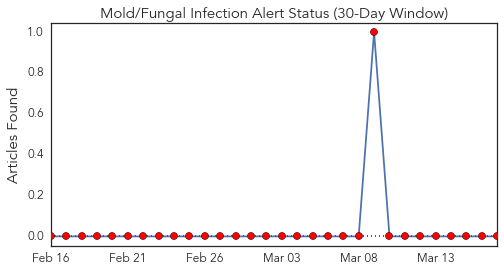 Mold/Fungal Infection Alert Status (30-Day Window)
Articles Found
1.0
0.8
0.6
0.4
0.2
0.0
Feb 16
Feb 21
Feb 26
Mar 03
Mar 08
Mar 13